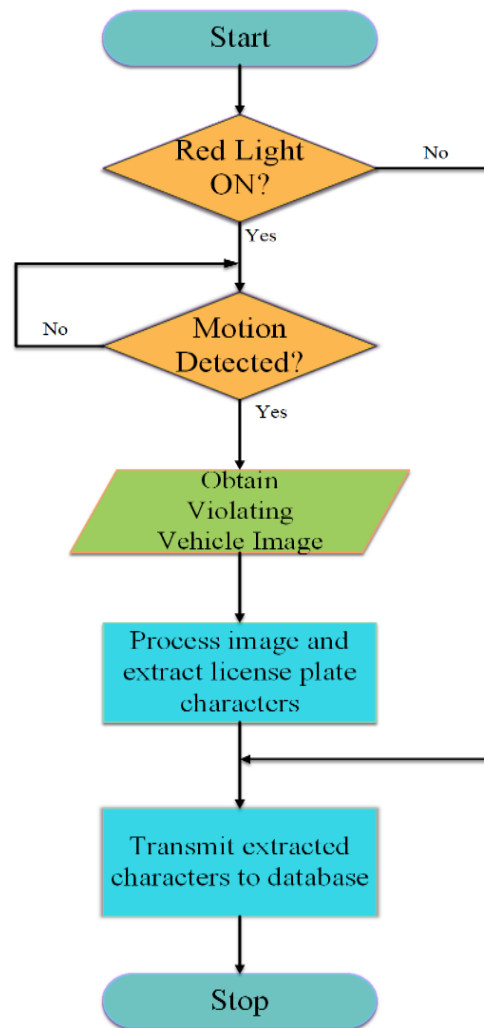 Start
Red Light
ON?
No
Yes
No
Motion
Detected?
Yes
Obtain
Violating
Vehicle Image
Process image and
extract license plate
characters
Transmit extracted
characters to database
Stop